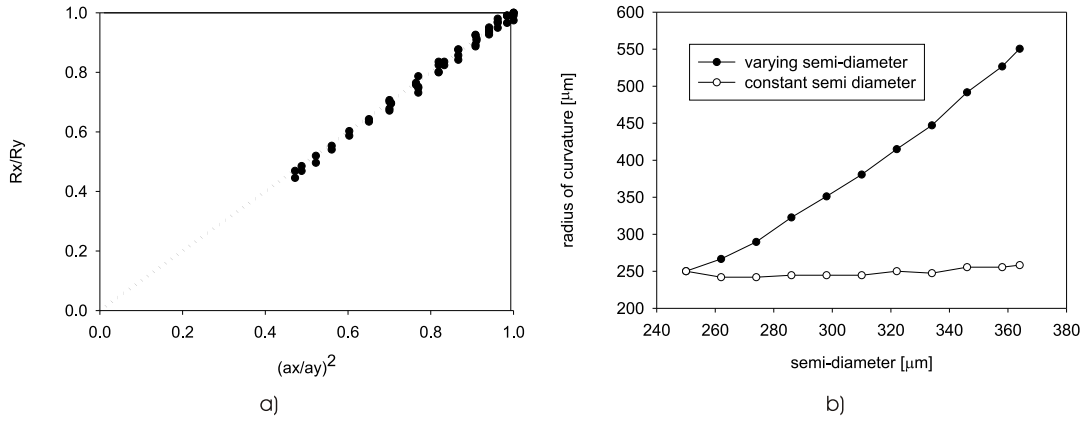 Rx/Ry
1.0
0.8
0.6
0.4
0.2
0.0
0.0 0.2 0.4 0.6 0.8 1.0
(ax/ay)2
a)
radius of curvature [μm]
600
550
500
450
400
350
300
250
200
varying semi-diameter
constant semi diameter
240 260 280 300 320 340 360 380
semi-diameter [μm]
b)